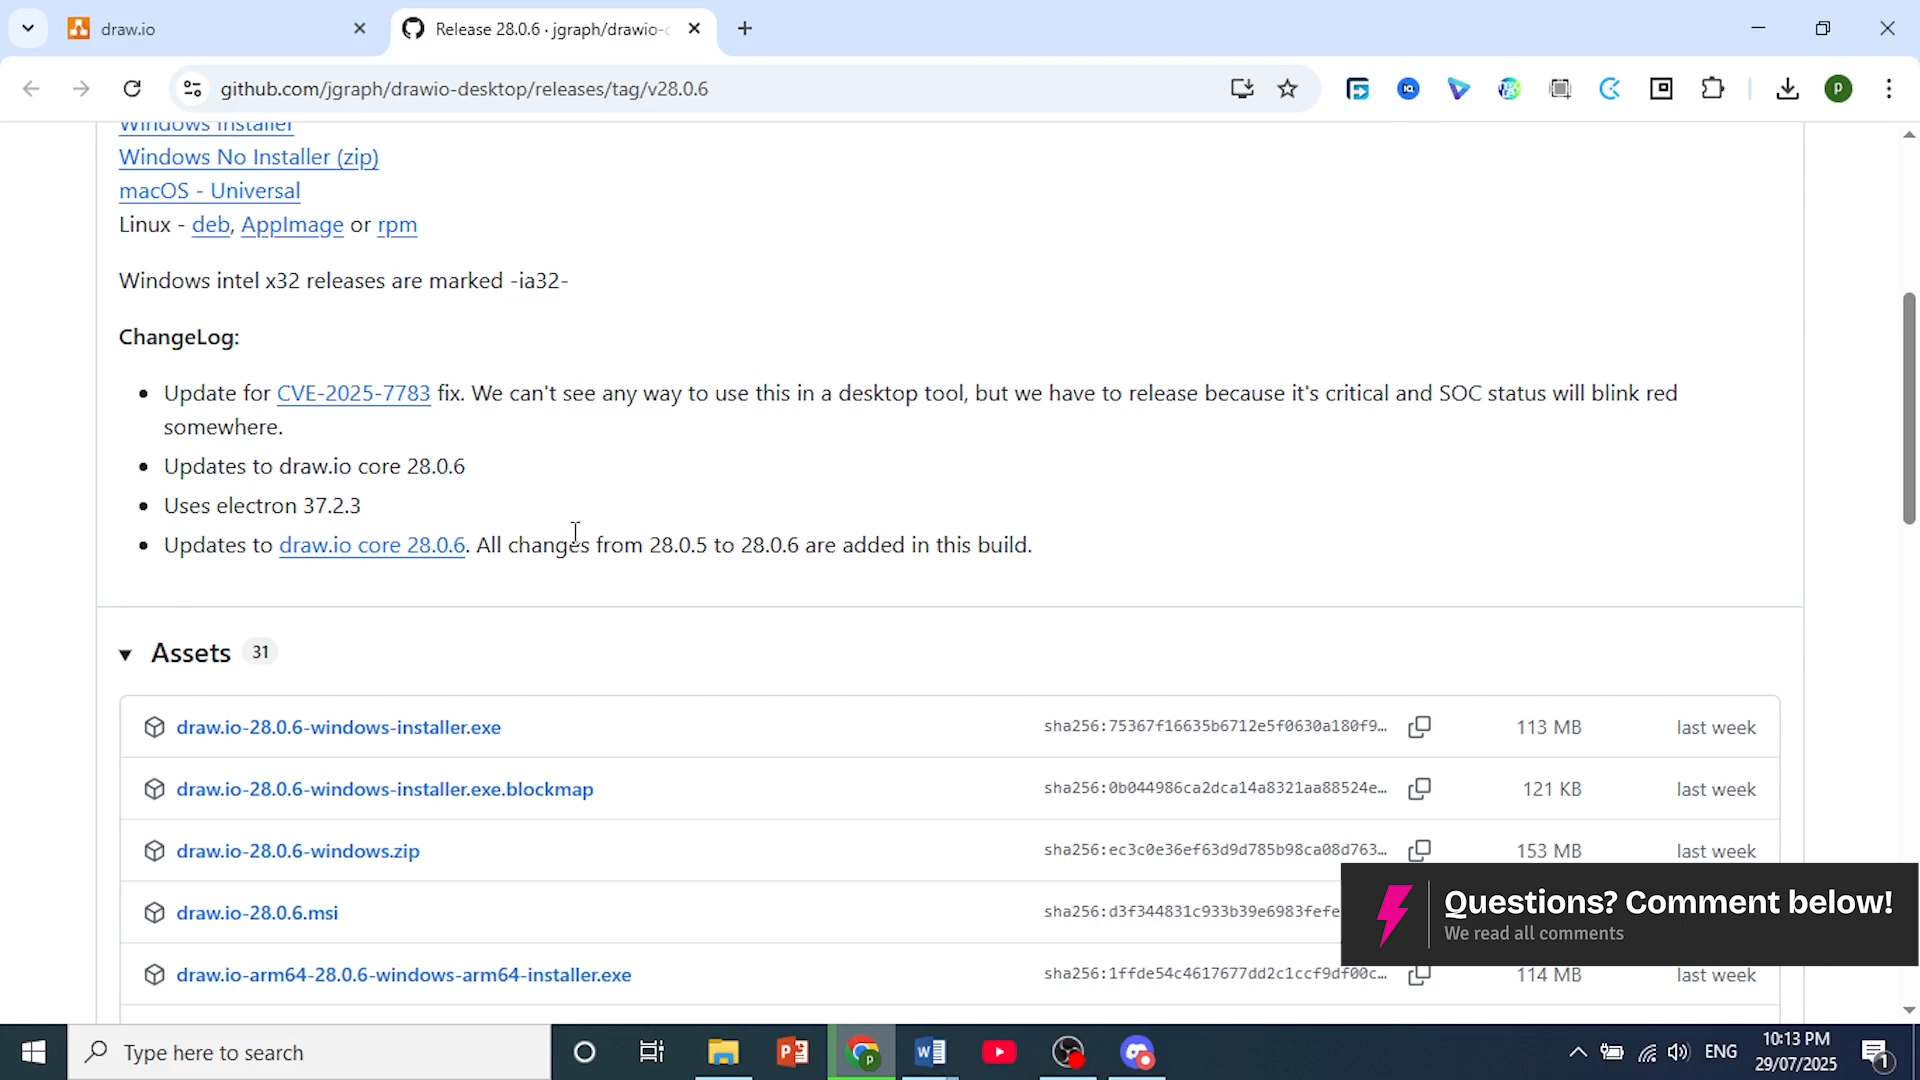 draw.io
Release 28.0.6 · jgraph/drawio-
github.com/jgraph/drawio-desktop/releases/tag/v28.0.6
Windows Installer
Windows No Installer (zip)
macOS - Universal
Linux - deb, AppImage or rpm
Windows intel x32 releases are marked -ia32-
ChangeLog:
Update for CVE-2025-7783 fix. We can't see any way to use this in a desktop tool, but we have to release because it's critical and SOC status will blink red
somewhere.
Updates to draw.io core 28.0.6
Uses electron 37.2.3
Updates to draw.io core 28.0.6. All changes from 28.0.5 to 28.0.6 are added in this build.
Assets 31
draw.io-28.0.6-windows-installer.exe sha256:75367f16635b6712e5f0630a180f9… 113 MB last week
draw.io-28.0.6-windows-installer.exe.blockmap sha256:0b044986ca2dca14a8321aa88524e… 121 KB last week
draw.io-28.0.6-windows.zip sha256:ec3c0e36ef63d9d785b98ca08d763… 153 MB last week
draw.io-28.0.6.msi sha256:d3f344831c933b39e6983fefe
draw.io-arm64-28.0.6-windows-arm64-installer.exe sha256:1ffde54c4617677dd2c1ccf9df00c… 114 MB last week
Questions? Comment below!
We read all comments
Type here to search
ENG
10:13 PM
29/07/2025
1